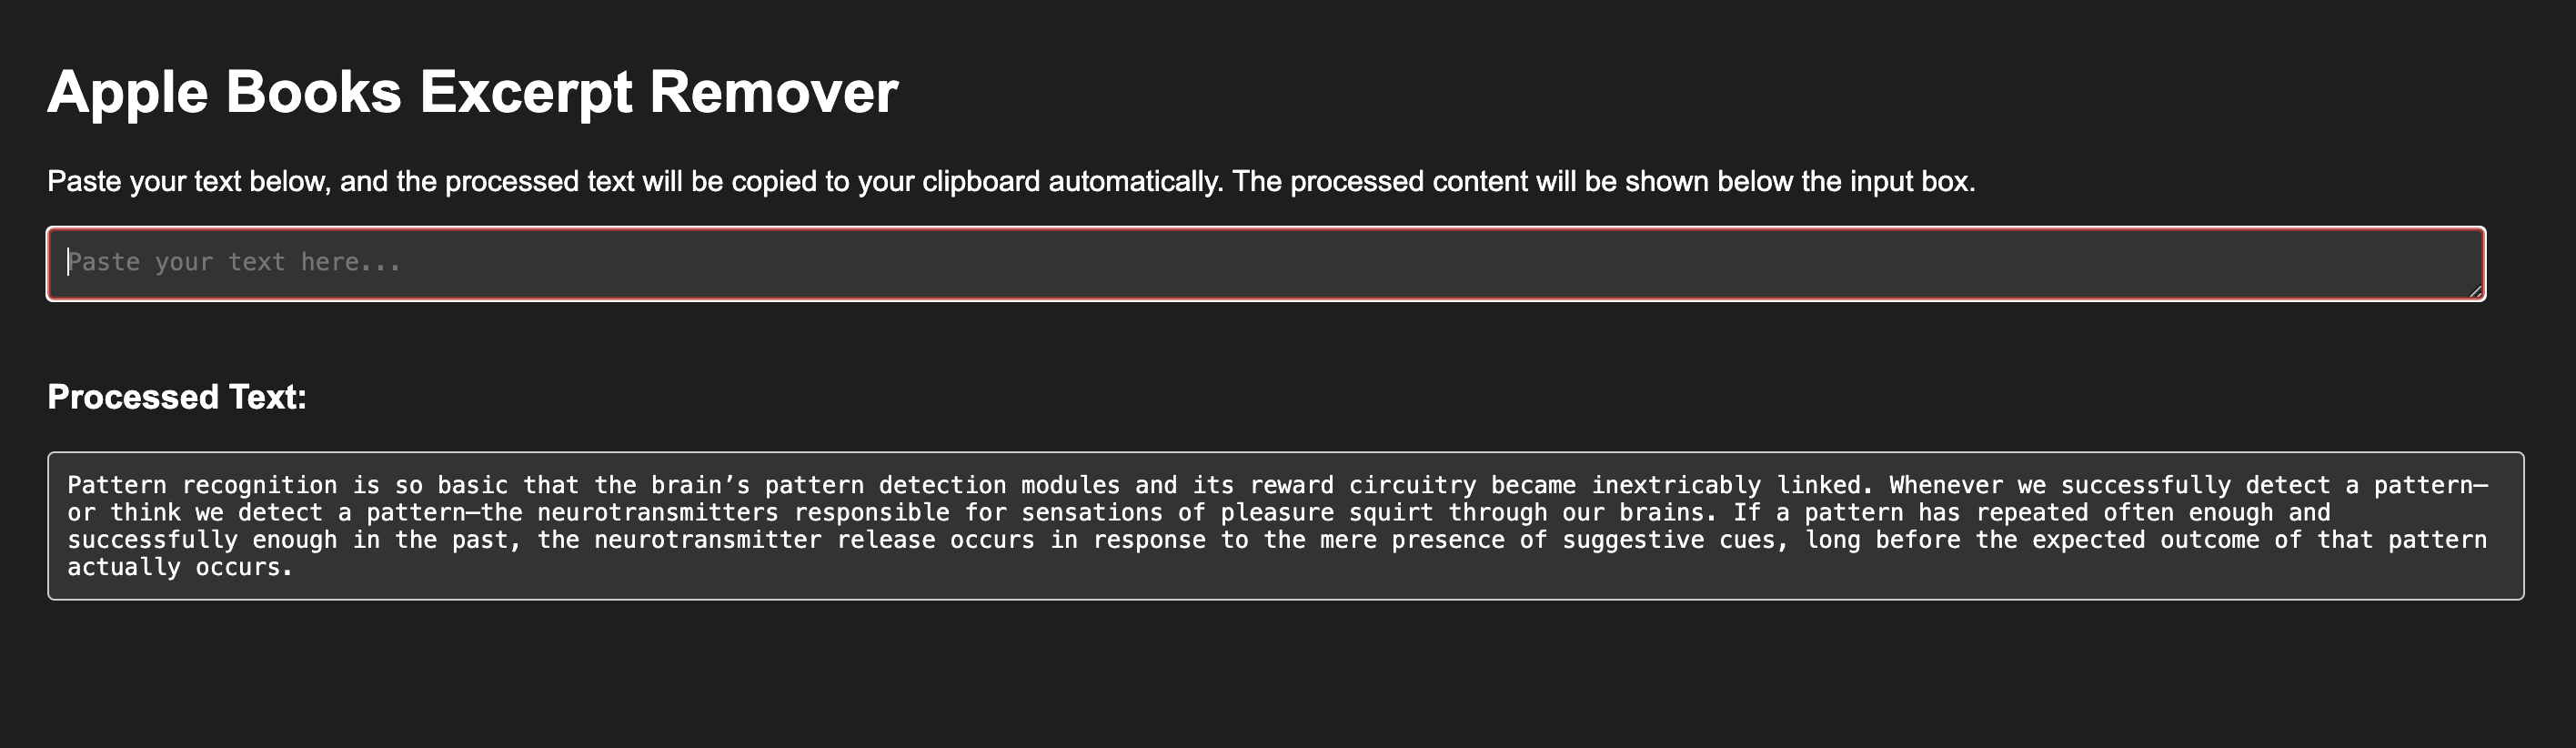 Apple Books Excerpt Remover
Paste your text below, and the processed text will be copied to your clipboard automatically. The processed content will be shown below the input box.
Paste your text here...
Processed Text:
Pattern recognition is so basic that the brain’s pattern detection modules and its reward circuitry became inextricably linked. Whenever we successfully detect a pattern—
or think we detect a pattern—the neurotransmitters responsible for sensations of pleasure squirt through our brains. If a pattern has repeated often enough and
successfully enough in the past, the neurotransmitter release occurs in response to the mere presence of suggestive cues, long before the expected outcome of that pattern
actually occurs.